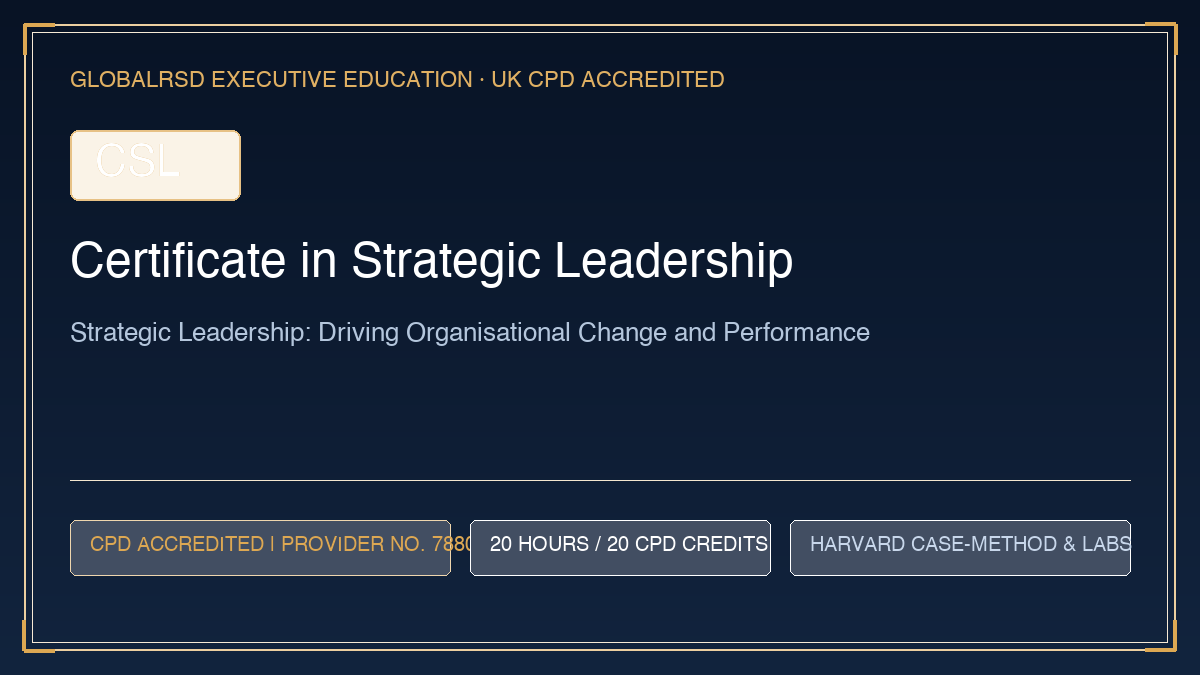 GLOBALRSD EXECUTIVE EDUCATION · UK CPD ACCREDITED
CSL
Certificate in Strategic Leadership
Strategic Leadership: Driving Organisational Change and Performance
CPD ACCREDITED | PROVIDER NO. 7880
20 HOURS / 20 CPD CREDITS
HARVARD CASE-METHOD & LABS